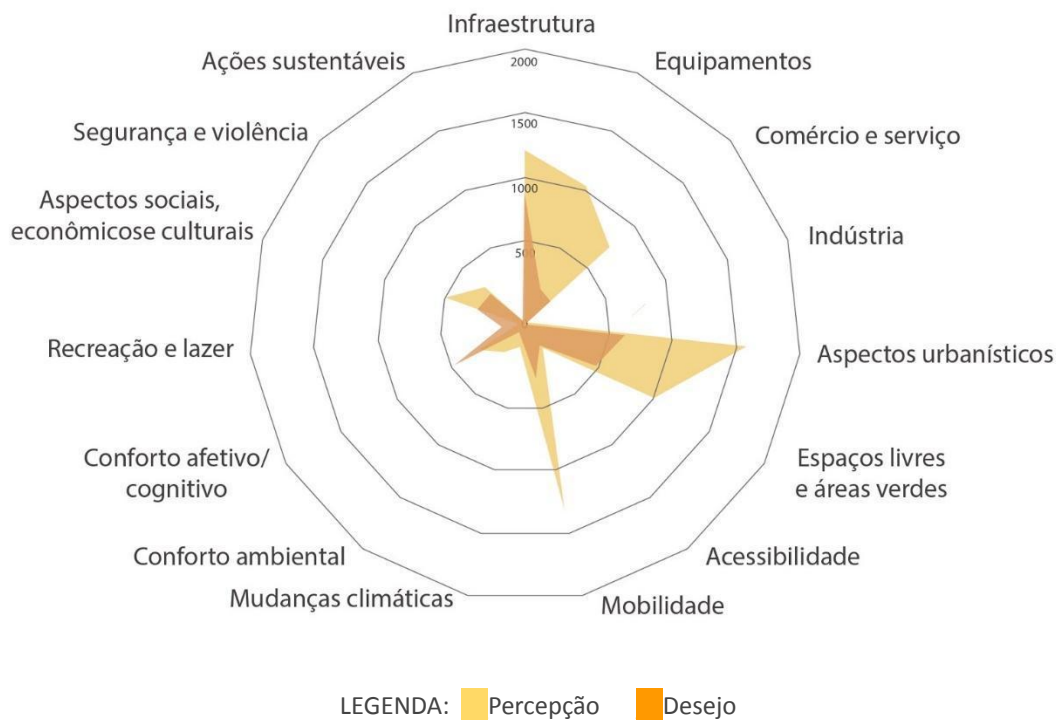 Infraestrutura
Ações sustentáveis
2000
Equipamentos
Segurança e violência
1500
Comércio e serviço
1000
Aspectos sociais,
econômicose culturais
Indústria
500
0
Recreação e lazer
Aspectos urbanísticos
Conforto afetivo/
cognitivo
Espaços livres
e áreas verdes
Conforto ambiental
Acessibilidade
Mudanças climáticas
Mobilidade
LEGENDA: Percepção Desejo